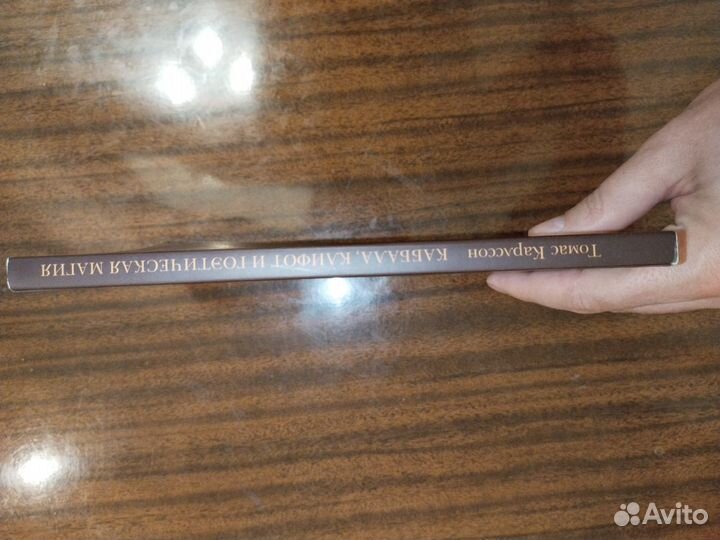 Томас Карлссон КАББАЛА, КЛИФОТ И ГОЭТИЧЕСКАЯ МАГИЯ
Avito